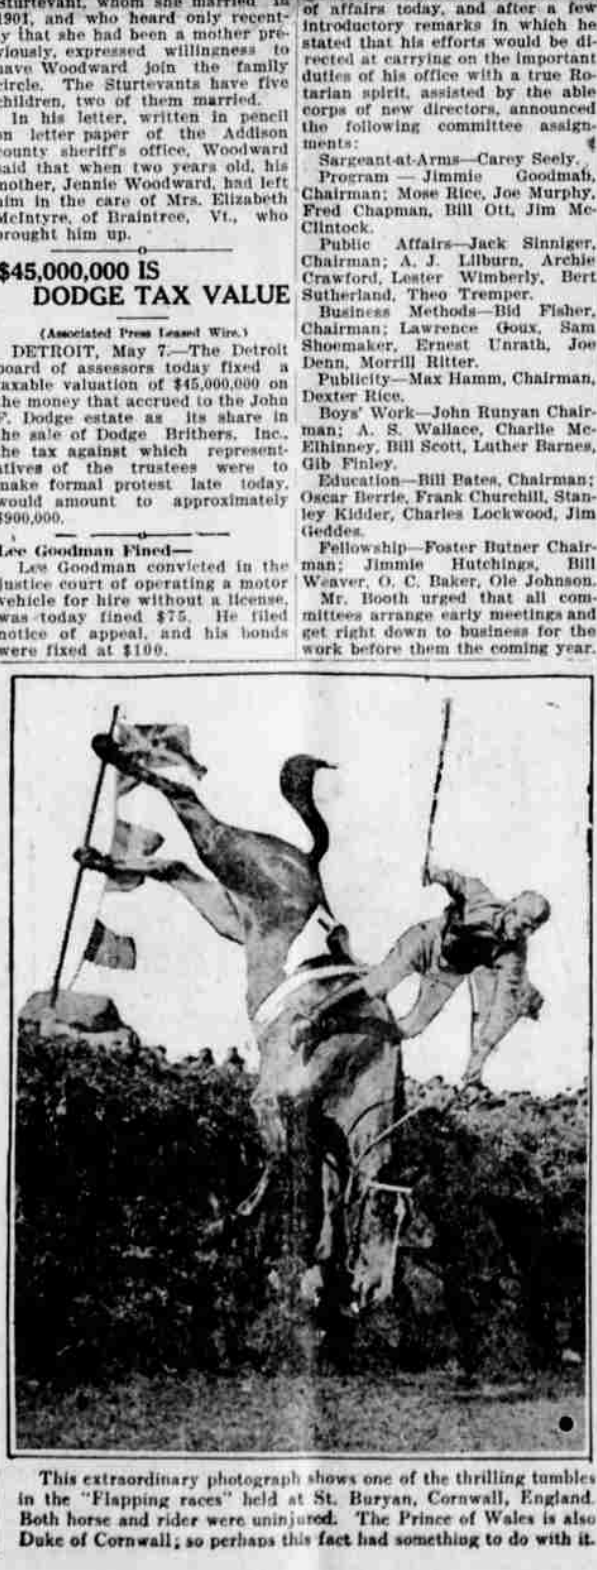 Sturtevant, whom she married in
1901, and who heard only recent-
y that she had been a mother pre-
viously, expressed willingness to
have Woodward join the family
circle. The Sturtevants have five
children, two of them married.
In his letter, written in pencil
on letter paper of the Addison
ounty sheriff's office, Woodward
said that when two years old, his
mother, Jennie Woodward, had left
him in the care of Mrs. Elizabeth
McIntyre, of Braintree, Vt., who
brought him up.
$45,000,000 IS
DODGE TAX VALUE
(Associated Press Leased Wire.)
DETROIT, May 7.—The Detroit
board of assessors today fixed a
taxable valuation of $45,000,000 on
the money that accrued to the John
F. Dodge estate as its share in
the sale of Dodge Brithers, Inc.,
the tax against which represent-
atives of the trustees were to
make formal protest late today,
would amount to approximately
$900,000.
Lee Goodman Fined—
Lee Goodman convicted in the
justice court of operating a motor
vehicle for hire without a license,
was today fined $75. He filed
notice of appeal, and his bonds
were fixed at $100.
of affairs today, and after a few
introductory remarks in which he
stated that his efforts would be di-
rected at carrying on the important
duties of his office with a true Ro-
tarian spirit, assisted by the able
corps of new directors, announced
the following committee assign-
ments:
Sargeant-at-Arms—Carey Seely.
Program — Jimmie Goodman,
Chairman; Mose Rice, Joe Murphy,
Fred Chapman, Bill Ott, Jim Mc-
Clintock.
Public Affairs—Jack Sinniger,
Chairman; A. J. Lilburn, Archie
Crawford, Lester Wimberly, Bert
Sutherland, Theo Tremper.
Business Methods—Bid Fisher,
Chairman; Lawrence Goux, Sam
Shoemaker, Ernest Unrath, Joe
Denn, Morrill Ritter.
Publicity—Max Hamm, Chairman,
Dexter Rice.
Boys' Work—John Runyan Chair-
man; A. S. Wallace, Charlie Mc-
Elhinney, Bill Scott, Luther Barnes,
Gib Finley.
Education—Bill Bates, Chairman;
Oscar Berrie, Frank Churchill, Stan-
ley Kidder, Charles Lockwood, Jim
Geddes.
Fellowship—Foster Butner Chair-
man; Jimmie Hutchings, Bill
Weaver, O. C. Baker, Ole Johnson.
Mr. Booth urged that all com-
mittees arrange early meetings and
get right down to business for the
work before them the coming year.
This extraordinary photograph shows one of the thrilling tumbles
in the "Flapping races" held at St. Buryan, Cornwall, England.
Both horse and rider were uninjured. The Prince of Wales is also
Duke of Cornwall; so perhaps this fact had something to do with it.